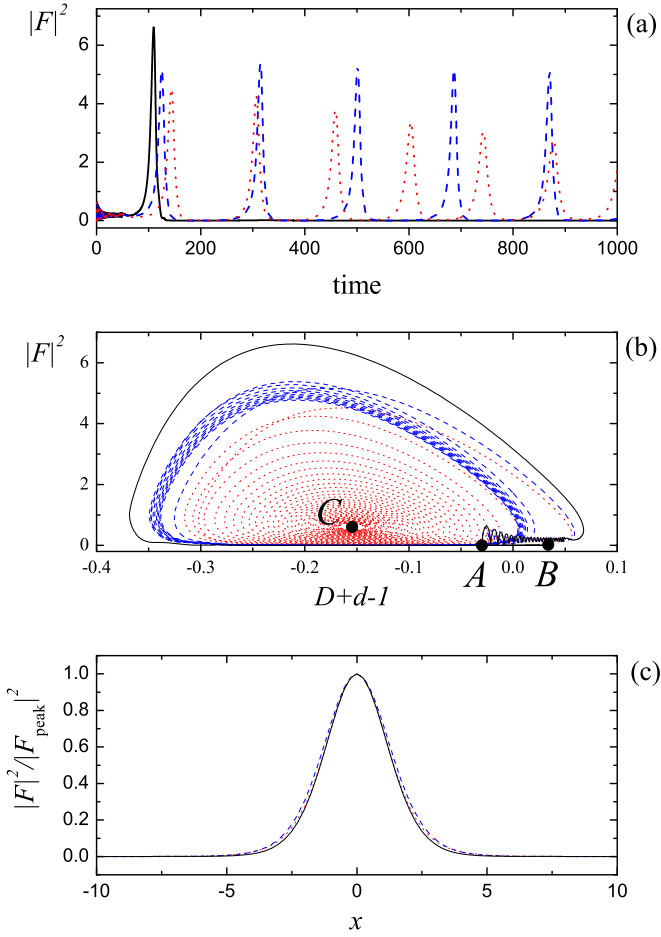 |F|² (a)
6
4
2
0
0 200 400 600 800 1000
time
|F|² (b)
6
4
2
0
C
-0.4 -0.3 -0.2 -0.1 0.0 0.1
A B
D+d-1
(c)
1.0
0.8
0.6
0.4
0.2
0.0
|F|²/|F_peak|²
-10 -5 0 5 10
x